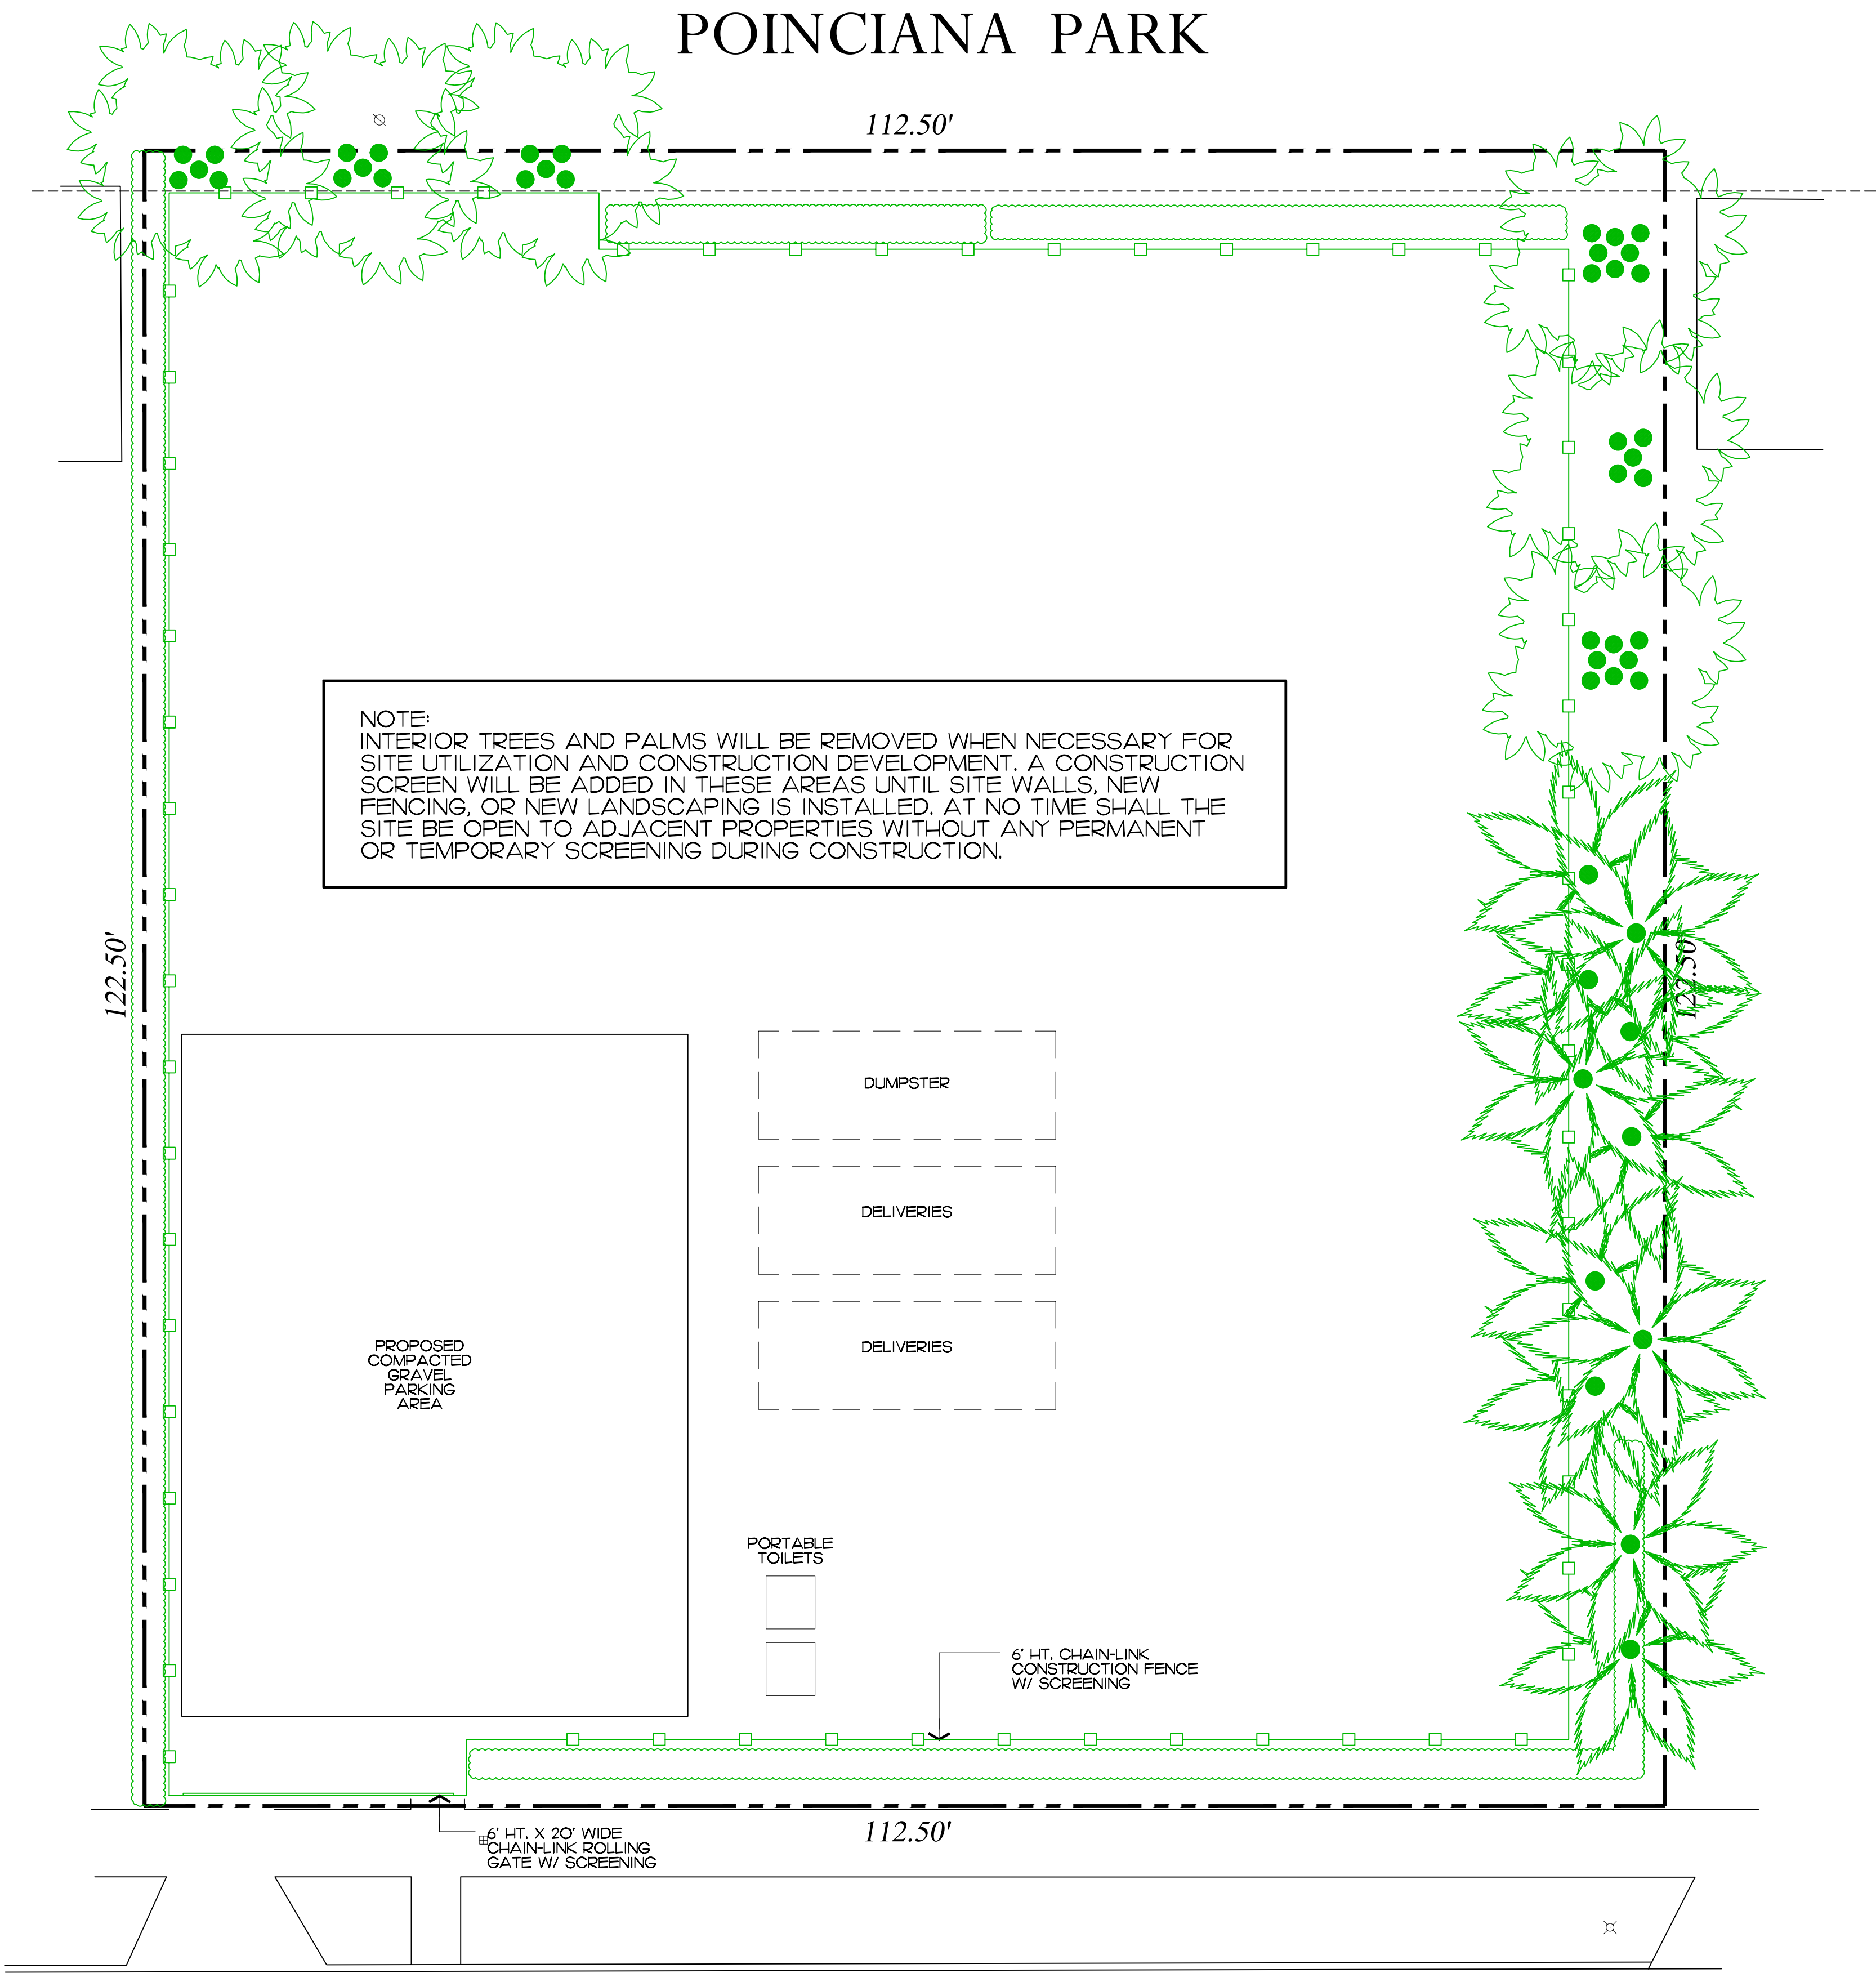 POINCIANA PARK
112.50'
NOTE:
INTERIOR TREES AND PALMS WILL BE REMOVED WHEN NECESSARY FOR
SITE UTILIZATION AND CONSTRUCTION DEVELOPMENT. A CONSTRUCTION
SCREEN WILL BE ADDED IN THESE AREAS UNTIL SITE WALLS, NEW
FENCING, OR NEW LANDSCAPING IS INSTALLED. AT NO TIME SHALL THE
SITE BE OPEN TO ADJACENT PROPERTIES WITHOUT ANY PERMANENT
OR TEMPORARY SCREENING DURING CONSTRUCTION.
122.50'
122.50'
DUMPSTER
DELIVERIES
DELIVERIES
PROPOSED
COMPACTED
GRAVEL
PARKING
AREA
PORTABLE
TOILETS
6' HT. CHAIN-LINK
CONSTRUCTION FENCE
W/ SCREENING
6' HT. X 20' WIDE
CHAIN-LINK ROLLING
GATE W/ SCREENING
112.50'